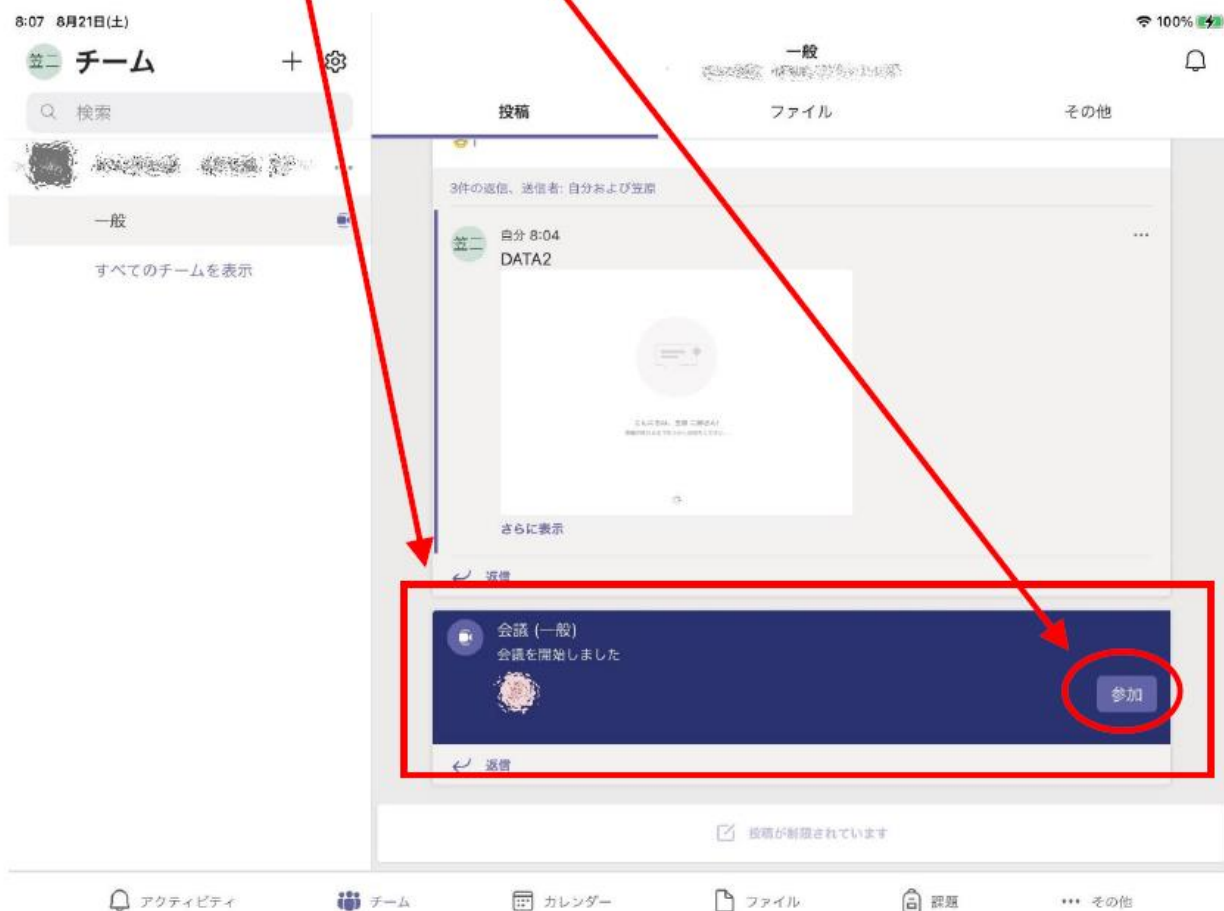 8:07 8月21日(土)
100%
笠二
チーム
検索
一般
すべてのチームを表示
一般
投稿
ファイル
その他
3件の返信、送信者: 自分および笠原
笠二
自分 8:04
DATA2
さらに表示
返信
会議 (一般)
会議を開始しました
参加
返信
投稿が制限されています
アクティビティ
チーム
カレンダー
ファイル
課題
その他